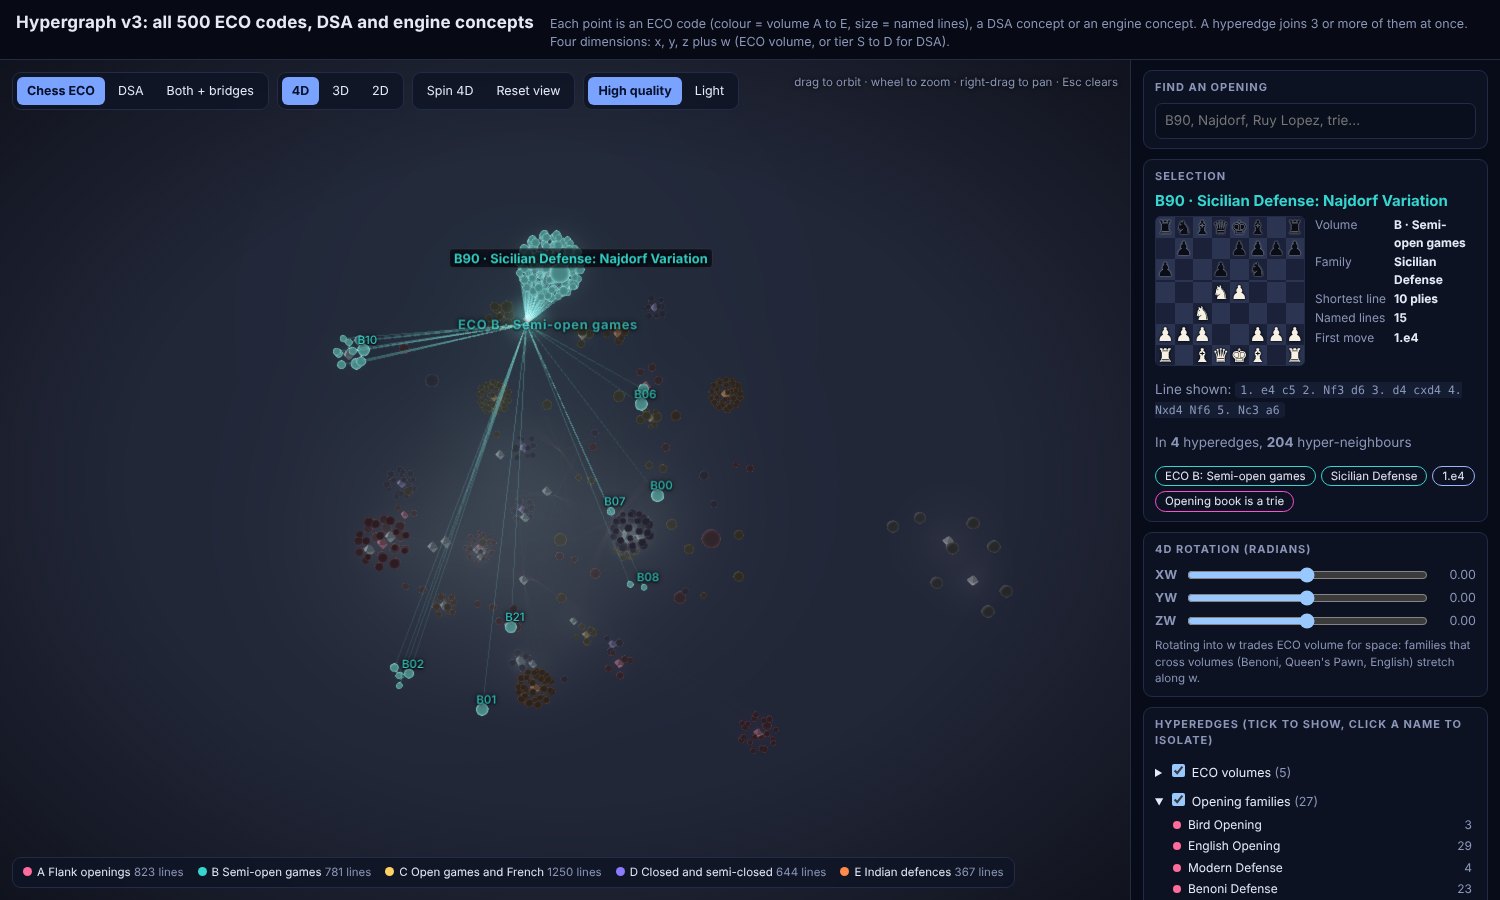 Hypergraph v3: all 500 ECO codes, DSA and engine concepts
Each point is an ECO code (colour = volume A to E, size = named lines), a DSA concept or an engine concept. A hyperedge joins 3 or more of them at once.
Four dimensions: x, y, z plus w (ECO volume, or tier S to D for DSA).
Chess ECO DSA Both + bridges 4D 3D 2D Spin 4D Reset view High quality Light
drag to orbit · wheel to zoom · right-drag to pan · Esc clears
B90 · Sicilian Defense: Najdorf Variation
ECO B · Semi-open games
B10
B06
B00
B07
B08
B21
B02
B01
A Flank openings 823 lines B Semi-open games 781 lines C Open games and French 1250 lines D Closed and semi-closed 644 lines E Indian defences 367 lines
FIND AN OPENING
B90, Najdorf, Ruy Lopez, trie...
SELECTION
B90 · Sicilian Defense: Najdorf Variation
Volume B · Semi-
open games
Family Sicilian
Defense
Shortest line 10 plies
Named lines 15
First move 1.e4
Line shown: 1. e4 c5 2. Nf3 d6 3. d4 cxd4 4.
Nxd4 Nf6 5. Nc3 a6
In 4 hyperedges, 204 hyper-neighbours
ECO B: Semi-open games Sicilian Defense 1.e4
Opening book is a trie
4D ROTATION (RADIANS)
XW 0.00
YW 0.00
ZW 0.00
Rotating into w trades ECO volume for space: families that
cross volumes (Benoni, Queen's Pawn, English) stretch
along w.
HYPEREDGES (TICK TO SHOW, CLICK A NAME TO
ISOLATE)
ECO volumes (5)
Opening families (27)
Bird Opening 3
English Opening 29
Modern Defense 4
Benoni Defense 23